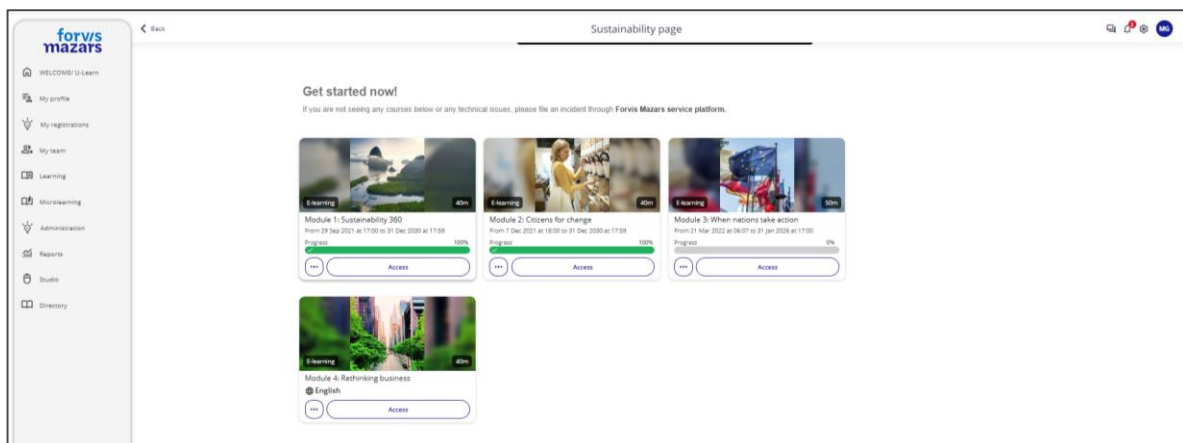 forvis
mazars
Back
Sustainability page
MG
WELCOME/ U-Learn
My profile
My registrations
My team
Learning
Microlearning
Administration
Reports
Studio
Directory
Get started now!
If you are not seeing any courses below or any technical issues, please file an incident through Forvis Mazars service platform.
E-learning 40m
Module 1: Sustainability 360
From 29 Sep 2021 at 17:00 to 31 Dec 2030 at 17:59
Progress 100%
... Access
E-learning 40m
Module 2: Citizens for change
From 7 Dec 2021 at 18:00 to 31 Dec 2030 at 17:59
Progress 100%
... Access
E-learning 50m
Module 3: When nations take action
From 21 Mar 2022 at 06:07 to 31 Jan 2026 at 17:00
Progress 0%
... Access
E-learning 40m
Module 4: Rethinking business
English
... Access